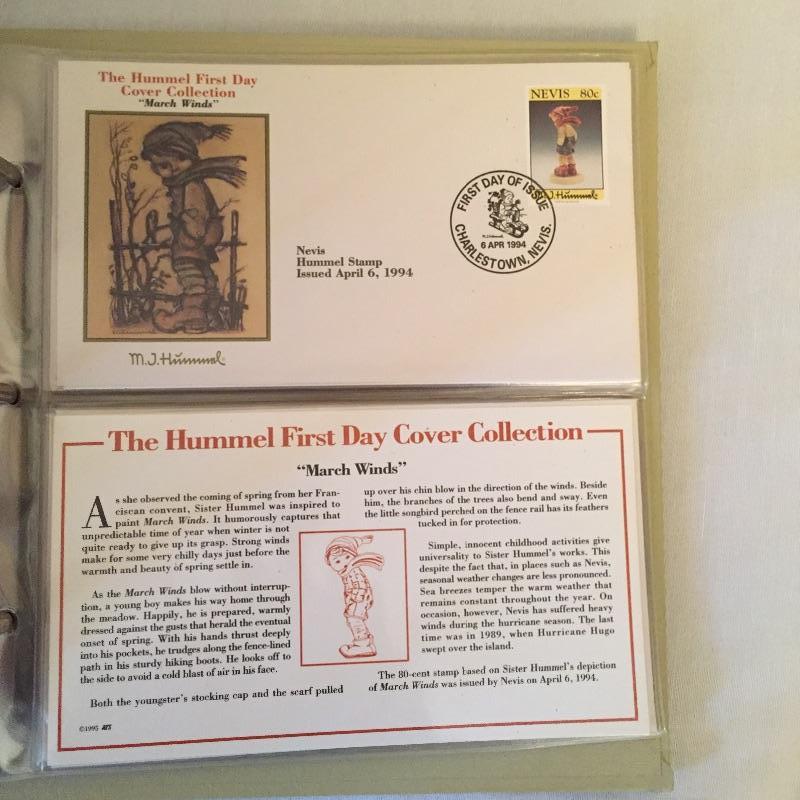 The Hummel First Day
Cover Collection
"March Winds"
M.J.Hümmel
Nevis
Hummel Stamp
Issued April 6, 1994
NEVIS 80c
M.J.Hümmel
FIRST DAY OF ISSUE
6 APR 1994
CHARLESTOWN, NEVIS.
The Hummel First Day Cover Collection
“March Winds”
As she observed the coming of spring from her Fran-
ciscan convent, Sister Hummel was inspired to
paint March Winds. It humorously captures that
unpredictable time of year when winter is not
quite ready to give up its grasp. Strong winds
make for some very chilly days just before the
warmth and beauty of spring settle in.
As the March Winds blow without interrup-
tion, a young boy makes his way home through
the meadow. Happily, he is prepared, warmly
dressed against the gusts that herald the eventual
onset of spring. With his hands thrust deeply
into his pockets, he trudges along the fence-lined
path in his sturdy hiking boots. He looks off to
the side to avoid a cold blast of air in his face.
Both the youngster's stocking cap and the scarf pulled
up over his chin blow in the direction of the winds. Beside
him, the branches of the trees also bend and sway. Even
the little songbird perched on the fence rail has its feathers
tucked in for protection.
Simple, innocent childhood activities give
universality to Sister Hummel's works. This
despite the fact that, in places such as Nevis,
seasonal weather changes are less pronounced.
Sea breezes temper the warm weather that
remains constant throughout the year. On
occasion, however, Nevis has suffered heavy
winds during the hurricane season. The last
time was in 1989, when Hurricane Hugo
swept over the island.
The 80-cent stamp based on Sister Hummel's depiction
of March Winds was issued by Nevis on April 6, 1994.
©1995